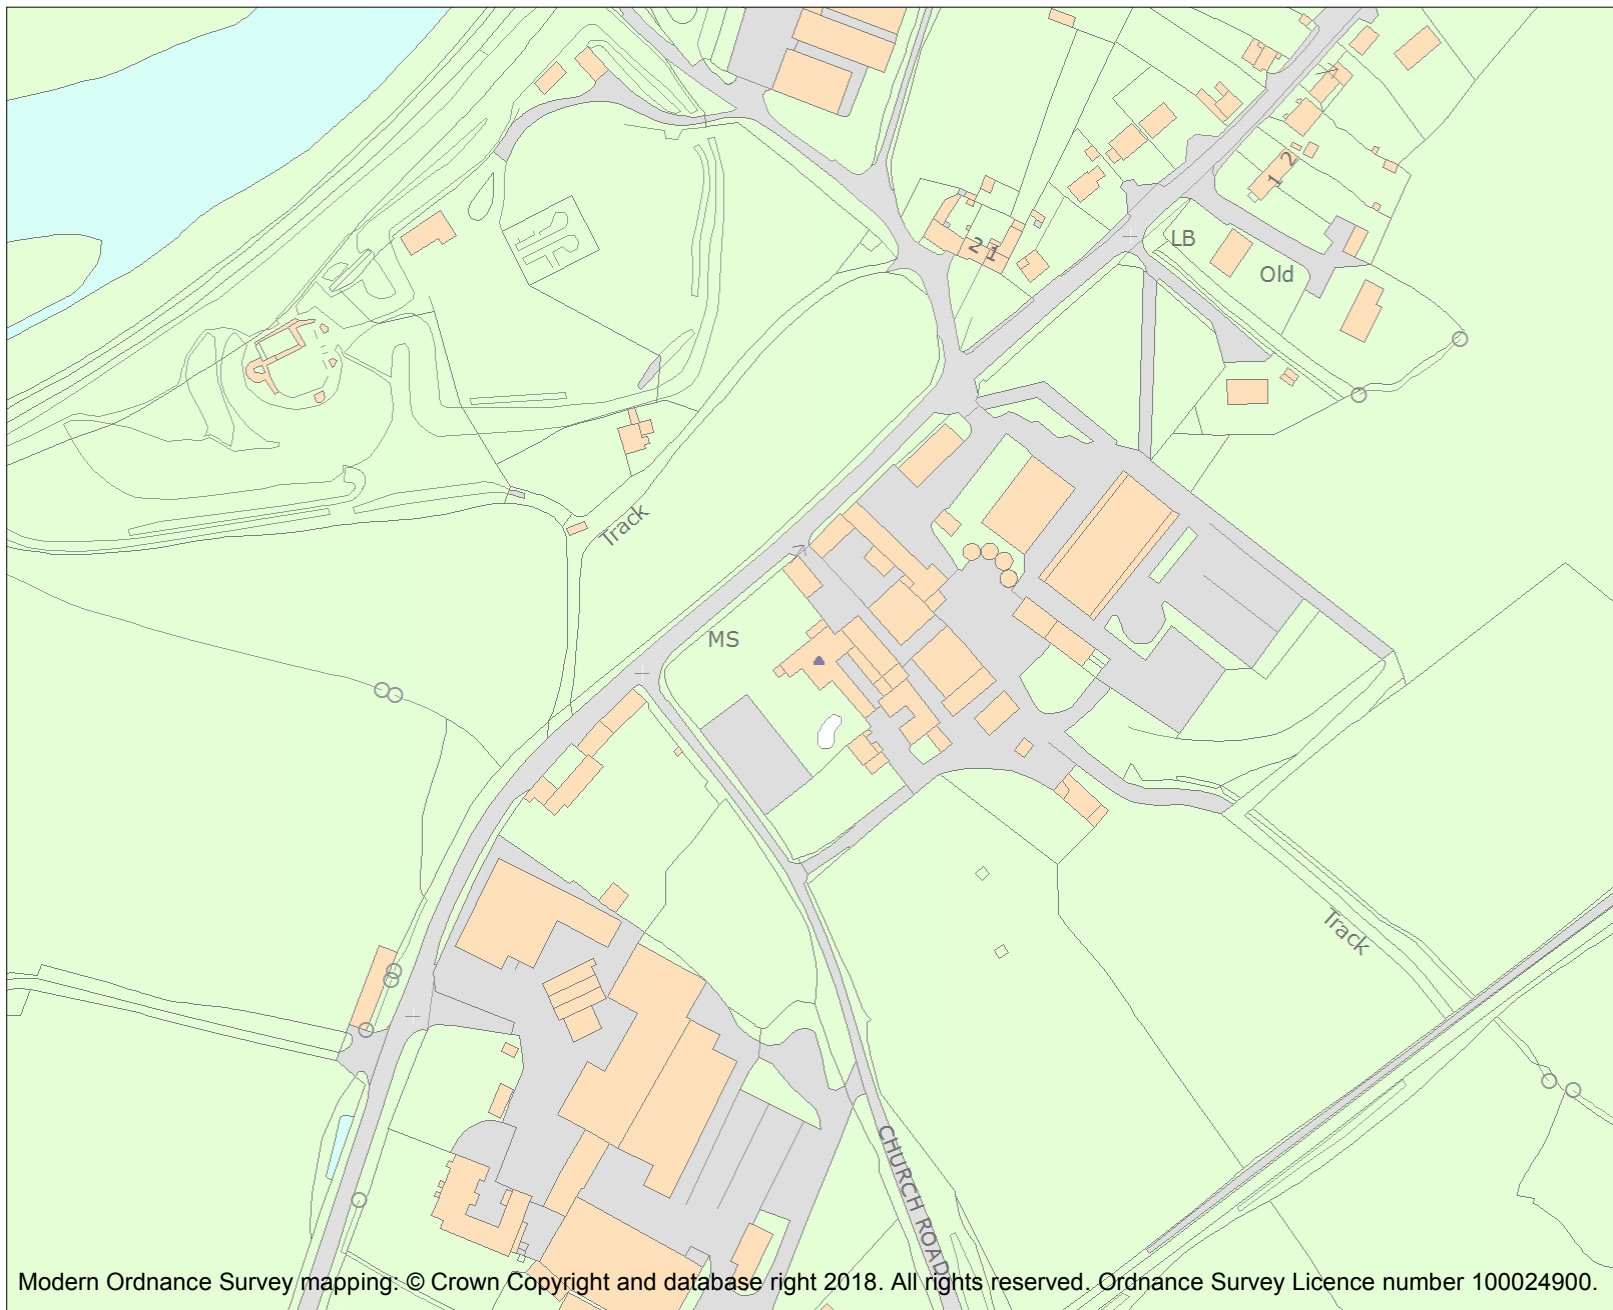 2
1
2 1
LB
Old
Track
MS
Track
CHURCH ROAD
Modern Ordnance Survey mapping: © Crown Copyright and database right 2018. All rights reserved. Ordnance Survey Licence number 100024900.